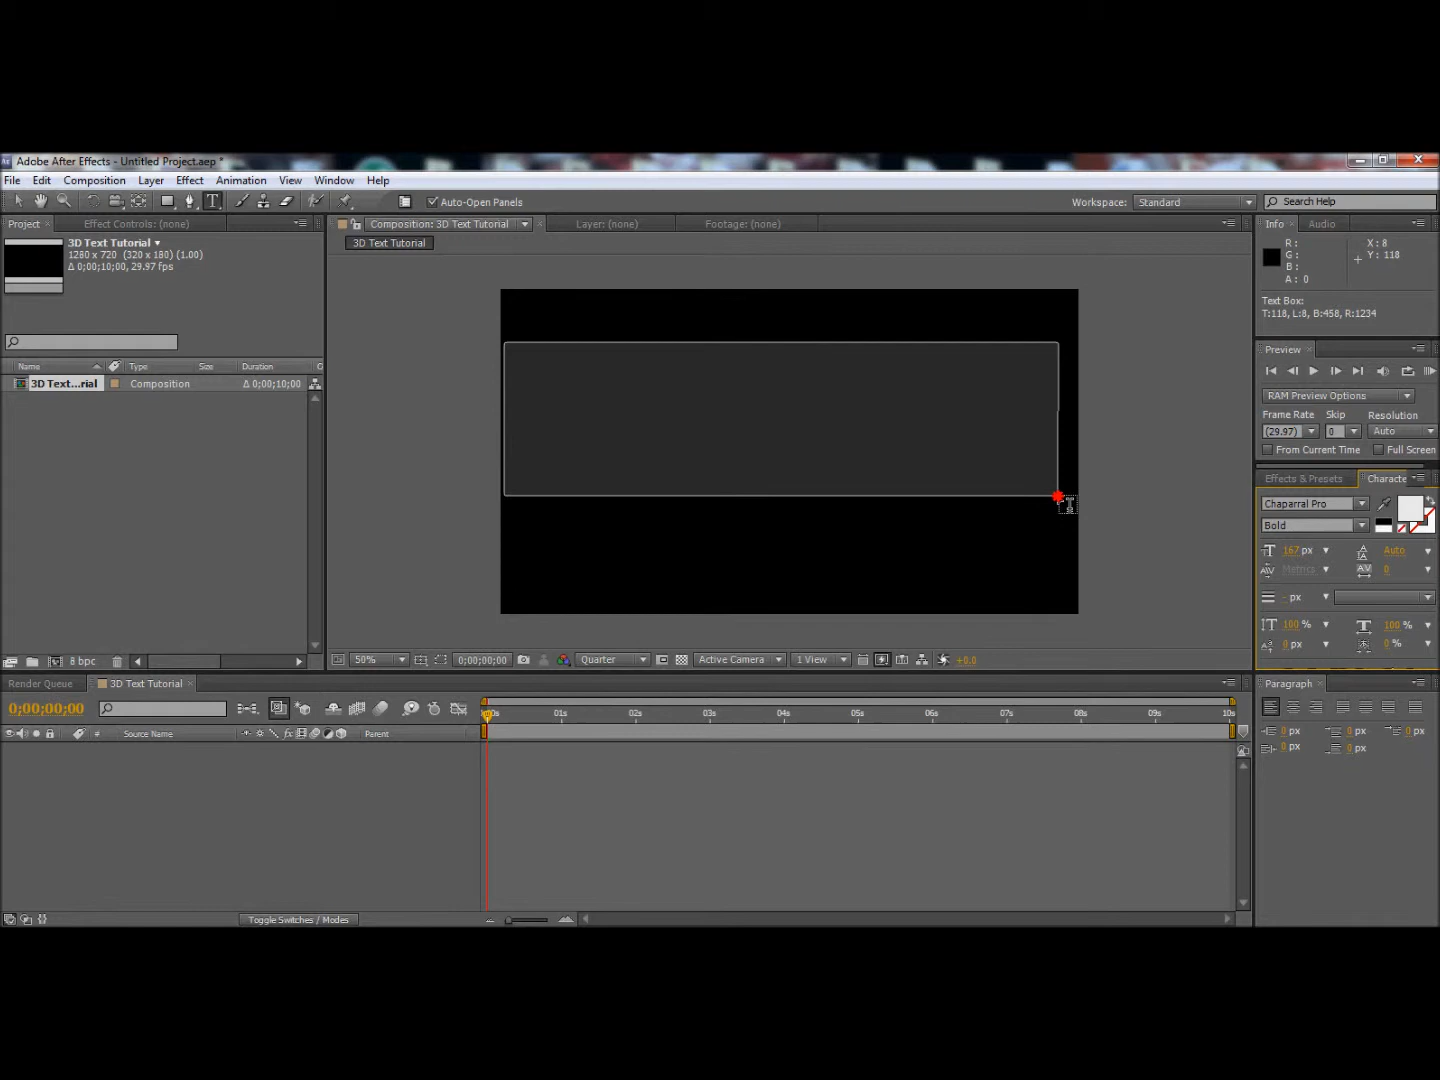 Adobe After Effects - Untitled Project.aep *
File Edit Composition Layer Effect Animation View Window Help
Auto-Open Panels
Workspace: Standard
Search Help
Project
Effect Controls: (none)
3D Text Tutorial
1280 x 720 (320 x 180) (1.00)
Δ 0;00;10;00, 29.97 fps
Name Type Size Duration
3D Text...rial Composition Δ 0;00;10;00
8 bpc
Composition: 3D Text Tutorial
Layer: (none)
Footage: (none)
3D Text Tutorial
50%
0;00;00;00
Quarter
Active Camera
1 View
+0.0
Info
Audio
R:
G:
B:
A: 0
X: 8
Y: 118
Text Box:
T:118, L:8, B:458, R:1234
Preview
RAM Preview Options
Frame Rate Skip Resolution
(29.97) 0 Auto
From Current Time Full Screen
Effects & Presets
Characte
Chaparral Pro
Bold
167 px Auto
Metrics 0
- px
100 % 100 %
0 px 0 %
Render Queue
3D Text Tutorial
0;00;00;00
# Source Name Parent
01s 02s 03s 04s 05s 06s 07s 08s 09s 10s
Toggle Switches / Modes
Paragraph
0 px 0 px 0 px
0 px 0 px